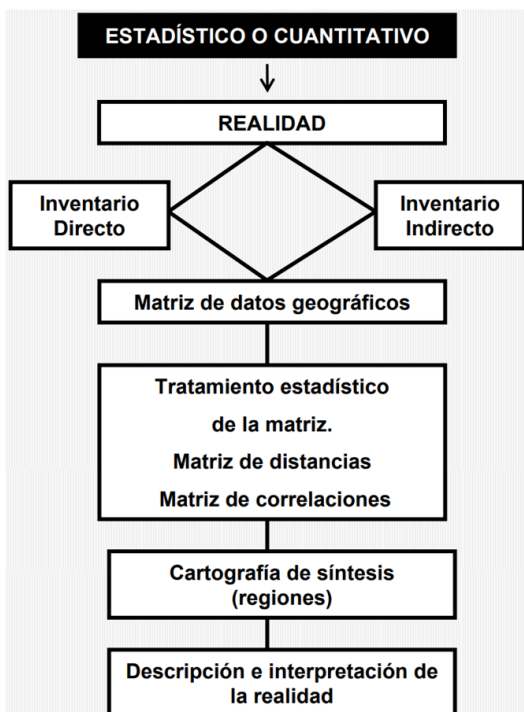 ESTADÍSTICO O CUANTITATIVO
REALIDAD
Inventario
Directo
Inventario
Indirecto
Matriz de datos geográficos
Tratamiento estadístico
de la matriz.
Matriz de distancias
Matriz de correlaciones
Cartografía de síntesis
(regiones)
Descripción e interpretación de
la realidad